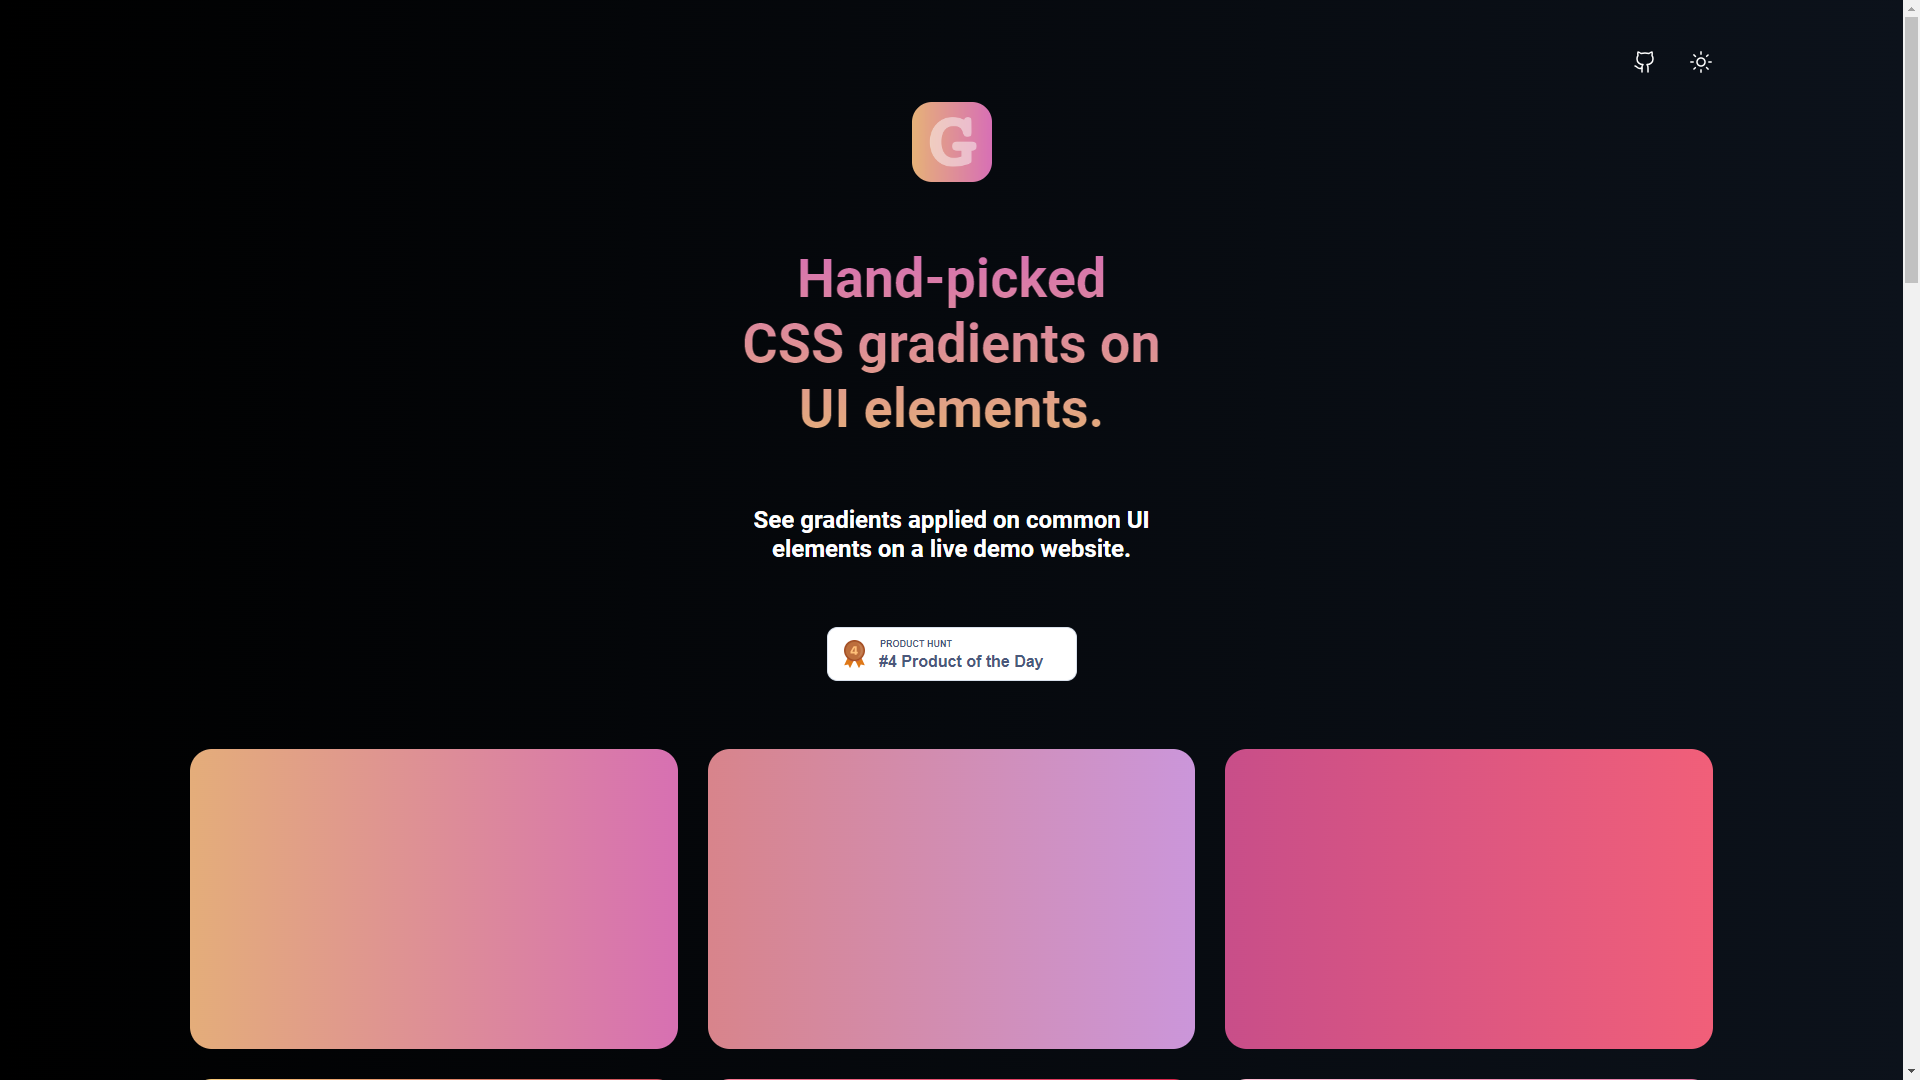 G
Hand-picked
CSS gradients on
UI elements.
See gradients applied on common UI
elements on a live demo website.
4
PRODUCT HUNT
#4 Product of the Day